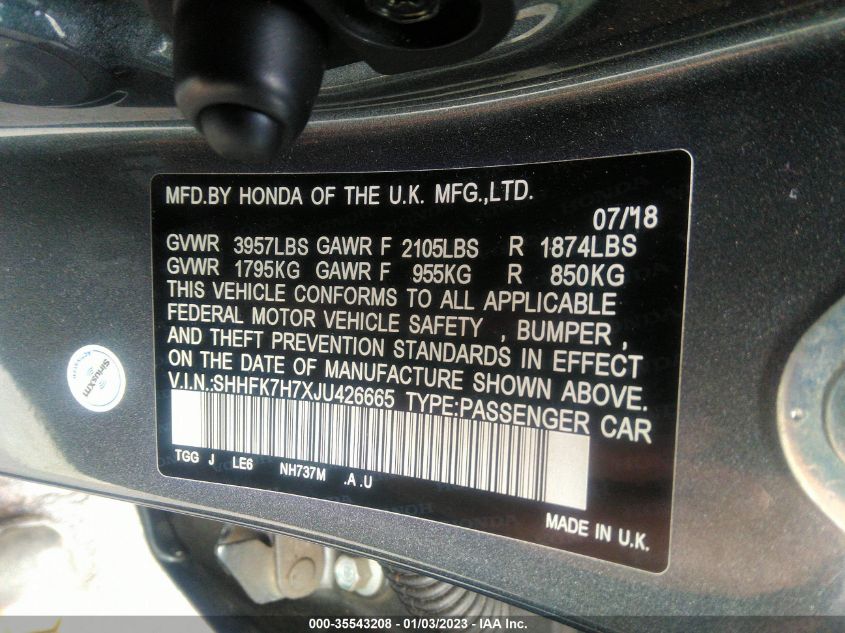 MFD.BY HONDA OF THE U.K. MFG.,LTD.
07/18
GVWR 3957LBS GAWR F 2105LBS R 1874LBS
GVWR 1795KG GAWR F 955KG R 850KG
THIS VEHICLE CONFORMS TO ALL APPLICABLE
FEDERAL MOTOR VEHICLE SAFETY , BUMPER ,
AND THEFT PREVENTION STANDARDS IN EFFECT
ON THE DATE OF MANUFACTURE SHOWN ABOVE.
V.I.N.:SHHFK7H7XJU426665 TYPE:PASSENGER CAR
TGG J LE6 NH737M .A .U
MADE IN U.K.
SiriusXM
000-35543208 - 01/03/2023 - IAA Inc.